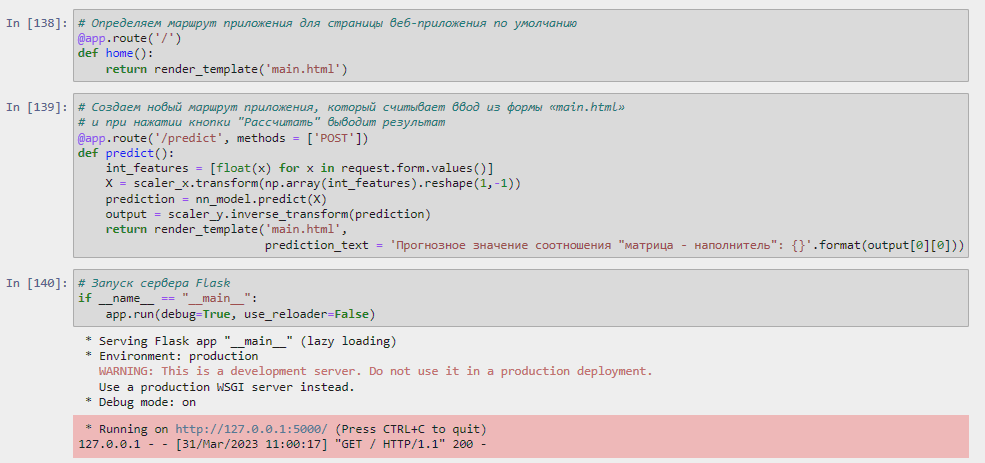 In [138]: # Определяем маршрут приложения для страницы веб-приложения по умолчанию
@app.route('/')
def home():
    return render_template('main.html')
In [139]: # Создаем новый маршрут приложения, который считывает ввод из формы «main.html»
# и при нажатии кнопки "Рассчитать" выводит результат
@app.route('/predict', methods = ['POST'])
def predict():
    int_features = [float(x) for x in request.form.values()]
    X = scaler_x.transform(np.array(int_features).reshape(1,-1))
    prediction = nn_model.predict(X)
    output = scaler_y.inverse_transform(prediction)
    return render_template('main.html',
                           prediction_text = 'Прогнозное значение соотношения "матрица - наполнитель": {}'.format(output[0][0]))
In [140]: # Запуск сервера Flask
if __name__ == "__main__":
    app.run(debug=True, use_reloader=False)
 * Serving Flask app "__main__" (lazy loading)
 * Environment: production
   WARNING: This is a development server. Do not use it in a production deployment.
   Use a production WSGI server instead.
 * Debug mode: on
 * Running on http://127.0.0.1:5000/ (Press CTRL+C to quit)
127.0.0.1 - - [31/Mar/2023 11:00:17] "GET / HTTP/1.1" 200 -